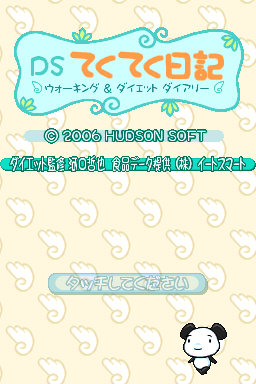 DS てくてく日記
ウォーキング & ダイエット ダイアリー
© 2006 HUDSON SOFT
ダイエット監修 濱口哲也 食品データ提供 (株) イートスマート
タッチしてください